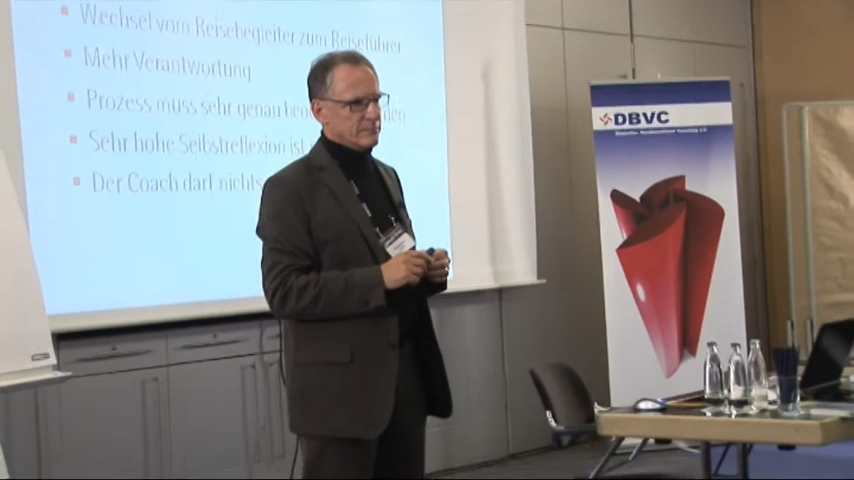 Wechsel vom Reisebegleiter zum Reiseführer
Mehr Verantwortung
Prozess muss sehr genau
Sehr hohe Selbstreflexion ist
Der Coach darf nichts
DBVC